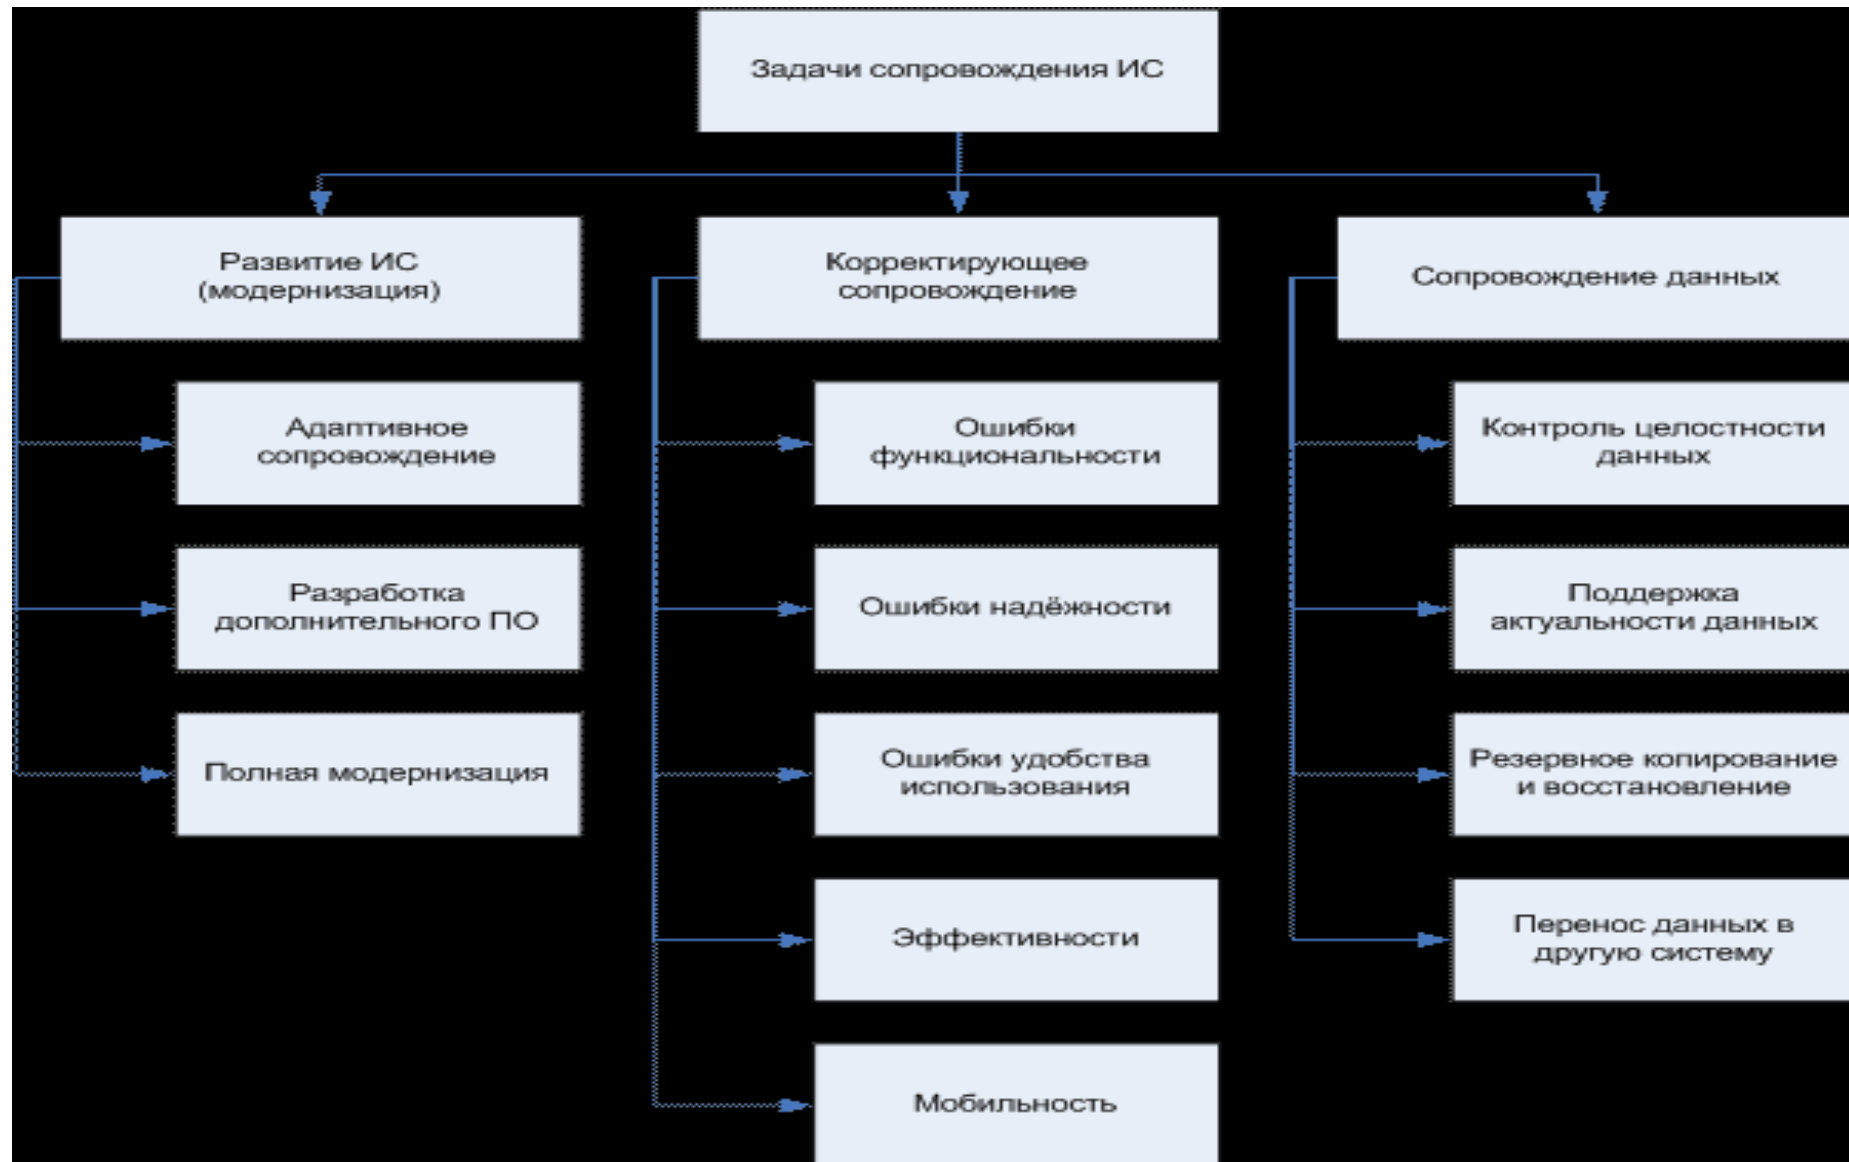 Задачи сопровождения ИС
Развитие ИС
(модернизация)
Адаптивное
сопровождение
Разработка
дополнительного ПО
Полная модернизация
Корректирующее
сопровождение
Ошибки
функциональности
Ошибки надёжности
Ошибки удобства
использования
Эффективности
Мобильность
Сопровождение данных
Контроль целостности
данных
Поддержка
актуальности данных
Резервное копирование
и восстановление
Перенос данных в
другую систему